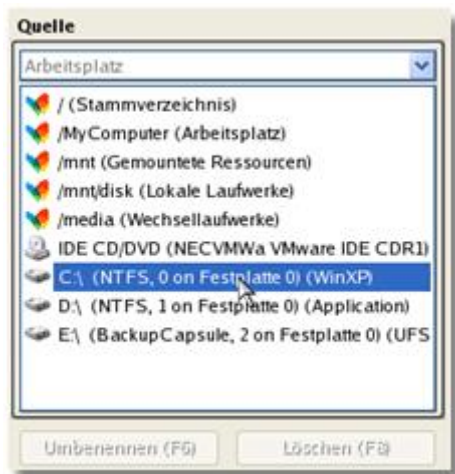 Quelle
Arbeitsplatz
/ (Stammverzeichnis)
/MyComputer (Arbeitsplatz)
/mnt (Gemountete Ressourcen)
/mnt/disk (Lokale Laufwerke)
/media (Wechsellaufwerke)
IDE CD/DVD (NECVMWa VMware IDE CDR1)
C:\ (NTFS, 0 on Festplatte 0) (WinXP)
D:\ (NTFS, 1 on Festplatte 0) (Application)
E:\ (BackupCapsule, 2 on Festplatte 0) (UFS
Umbenennen (F6) Löschen (F8)